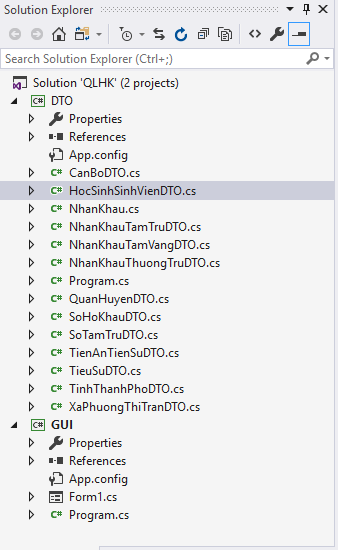 Solution Explorer
Search Solution Explorer (Ctrl+;)
Solution 'QLHK' (2 projects)
C# DTO
Properties
References
App.config
C# CanBoDTO.cs
C# HocSinhSinhVienDTO.cs
C# NhanKhau.cs
C# NhanKhauTamTruDTO.cs
C# NhanKhauTamVangDTO.cs
C# NhanKhauThuongTruDTO.cs
C# Program.cs
C# QuanHuyenDTO.cs
C# SoHoKhauDTO.cs
C# SoTamTruDTO.cs
C# TienAnTienSuDTO.cs
C# TieuSuDTO.cs
C# TinhThanhPhoDTO.cs
C# XaPhuongThiTranDTO.cs
C# GUI
Properties
References
App.config
Form1.cs
C# Program.cs